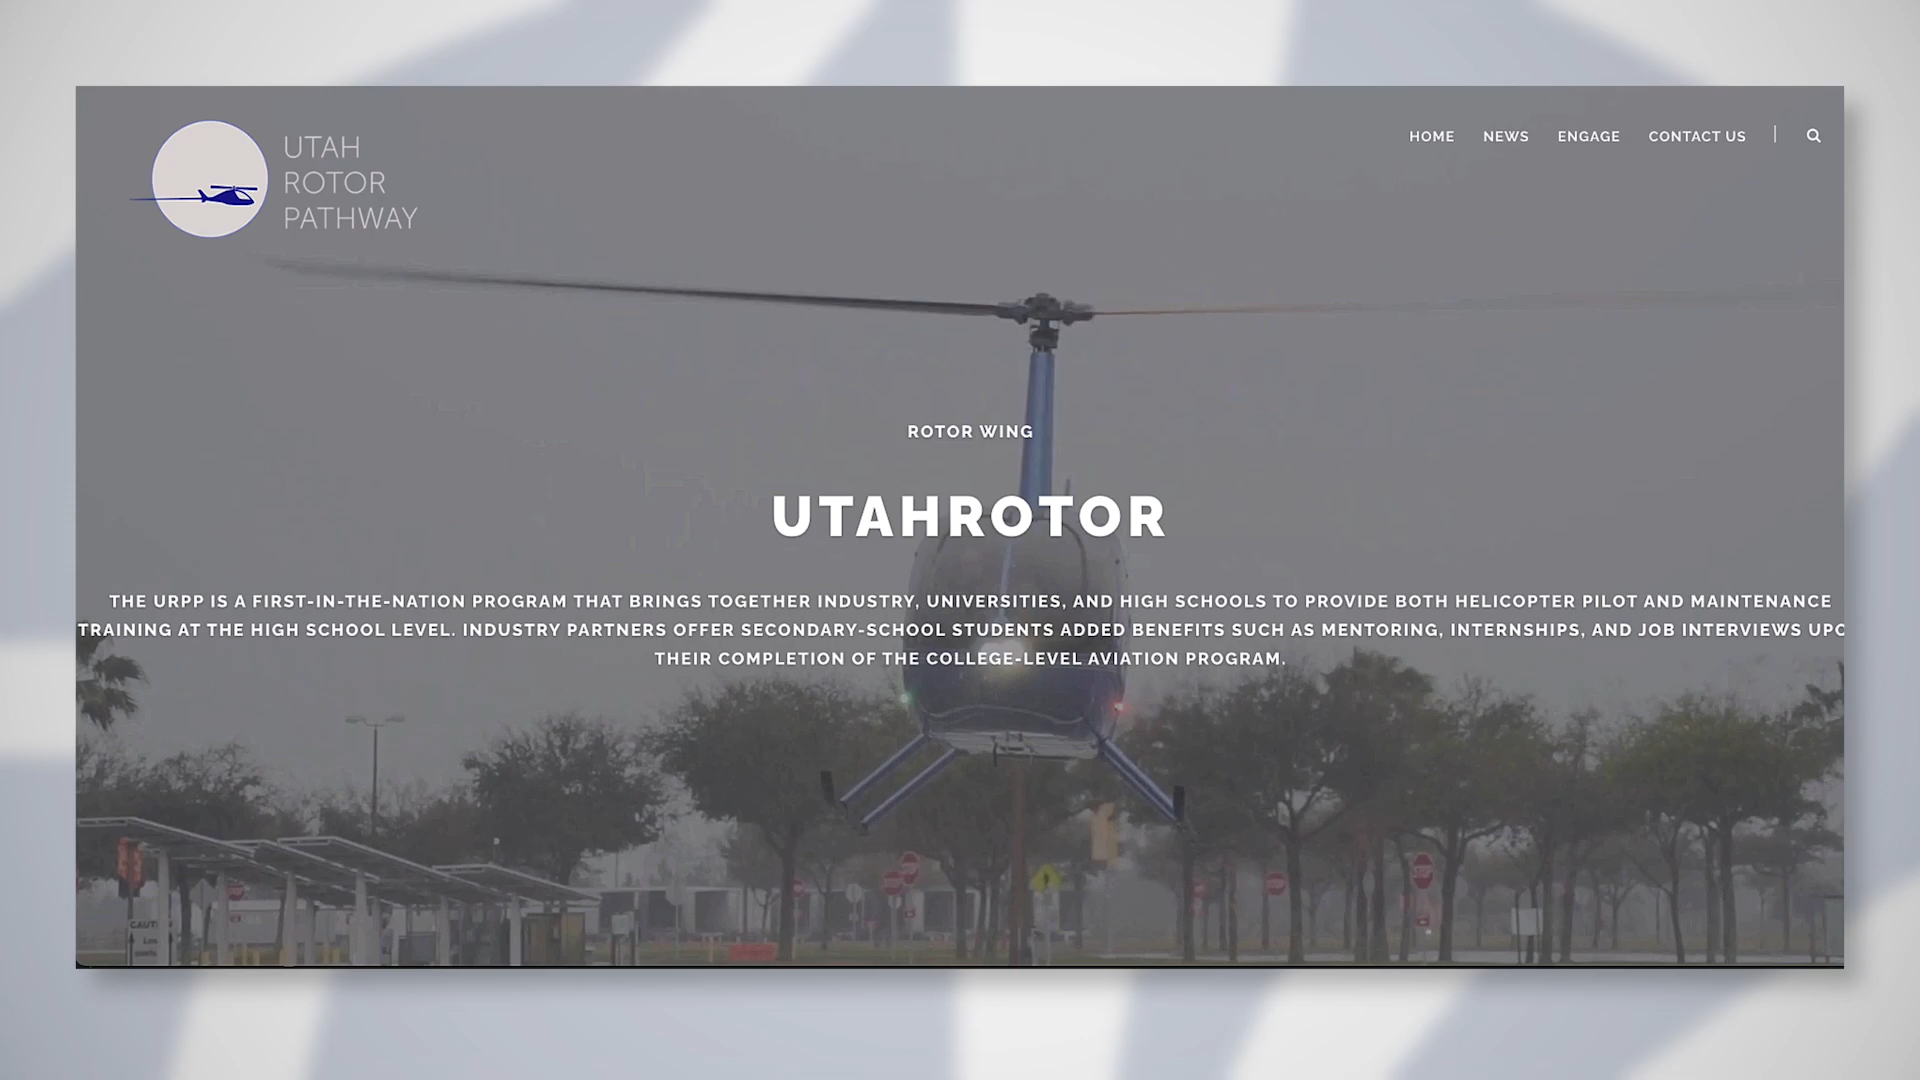 UTAH
ROTOR
PATHWAY
HOME NEWS ENGAGE CONTACT US
ROTOR WING
UTAHROTOR
THE URPP IS A FIRST-IN-THE-NATION PROGRAM THAT BRINGS TOGETHER INDUSTRY, UNIVERSITIES, AND HIGH SCHOOLS TO PROVIDE BOTH HELICOPTER PILOT AND MAINTENANCE
TRAINING AT THE HIGH SCHOOL LEVEL. INDUSTRY PARTNERS OFFER SECONDARY-SCHOOL STUDENTS ADDED BENEFITS SUCH AS MENTORING, INTERNSHIPS, AND JOB INTERVIEWS UPO
THEIR COMPLETION OF THE COLLEGE-LEVEL AVIATION PROGRAM.
STOP